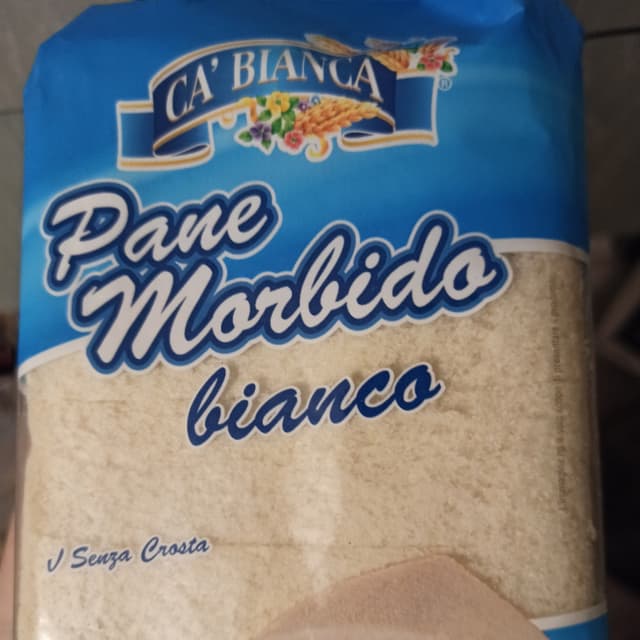 CA' BIANCA
®
Pane
Morbido
bianco
Senza Crosta